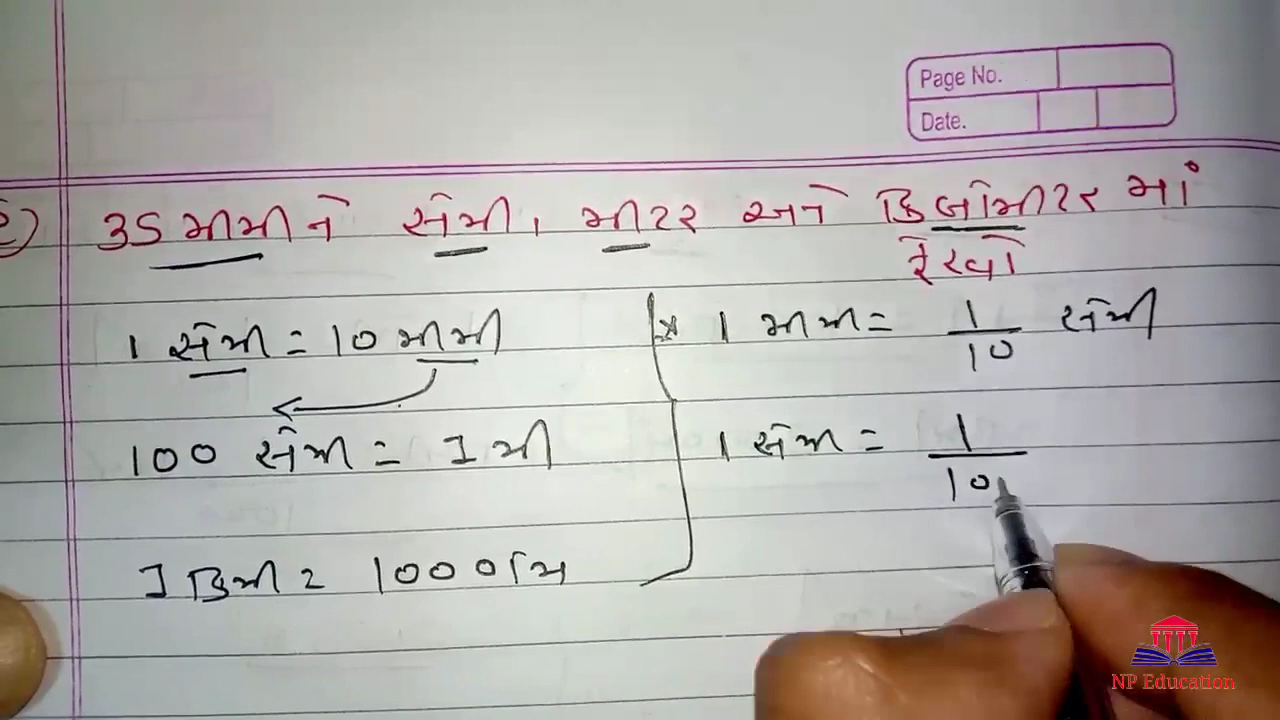 Page No.
Date.
૩૫ મીમી ને સેમી, મીટર અને કિલોમીટર માં
ફેરવો
1 સેમી = 10 મીમી
100 સેમી = 1 મી
1 કિમી = 1000 મિ
* 1 મીમી = 1/10 સેમી
1 સેમી = 1/10
NP Education